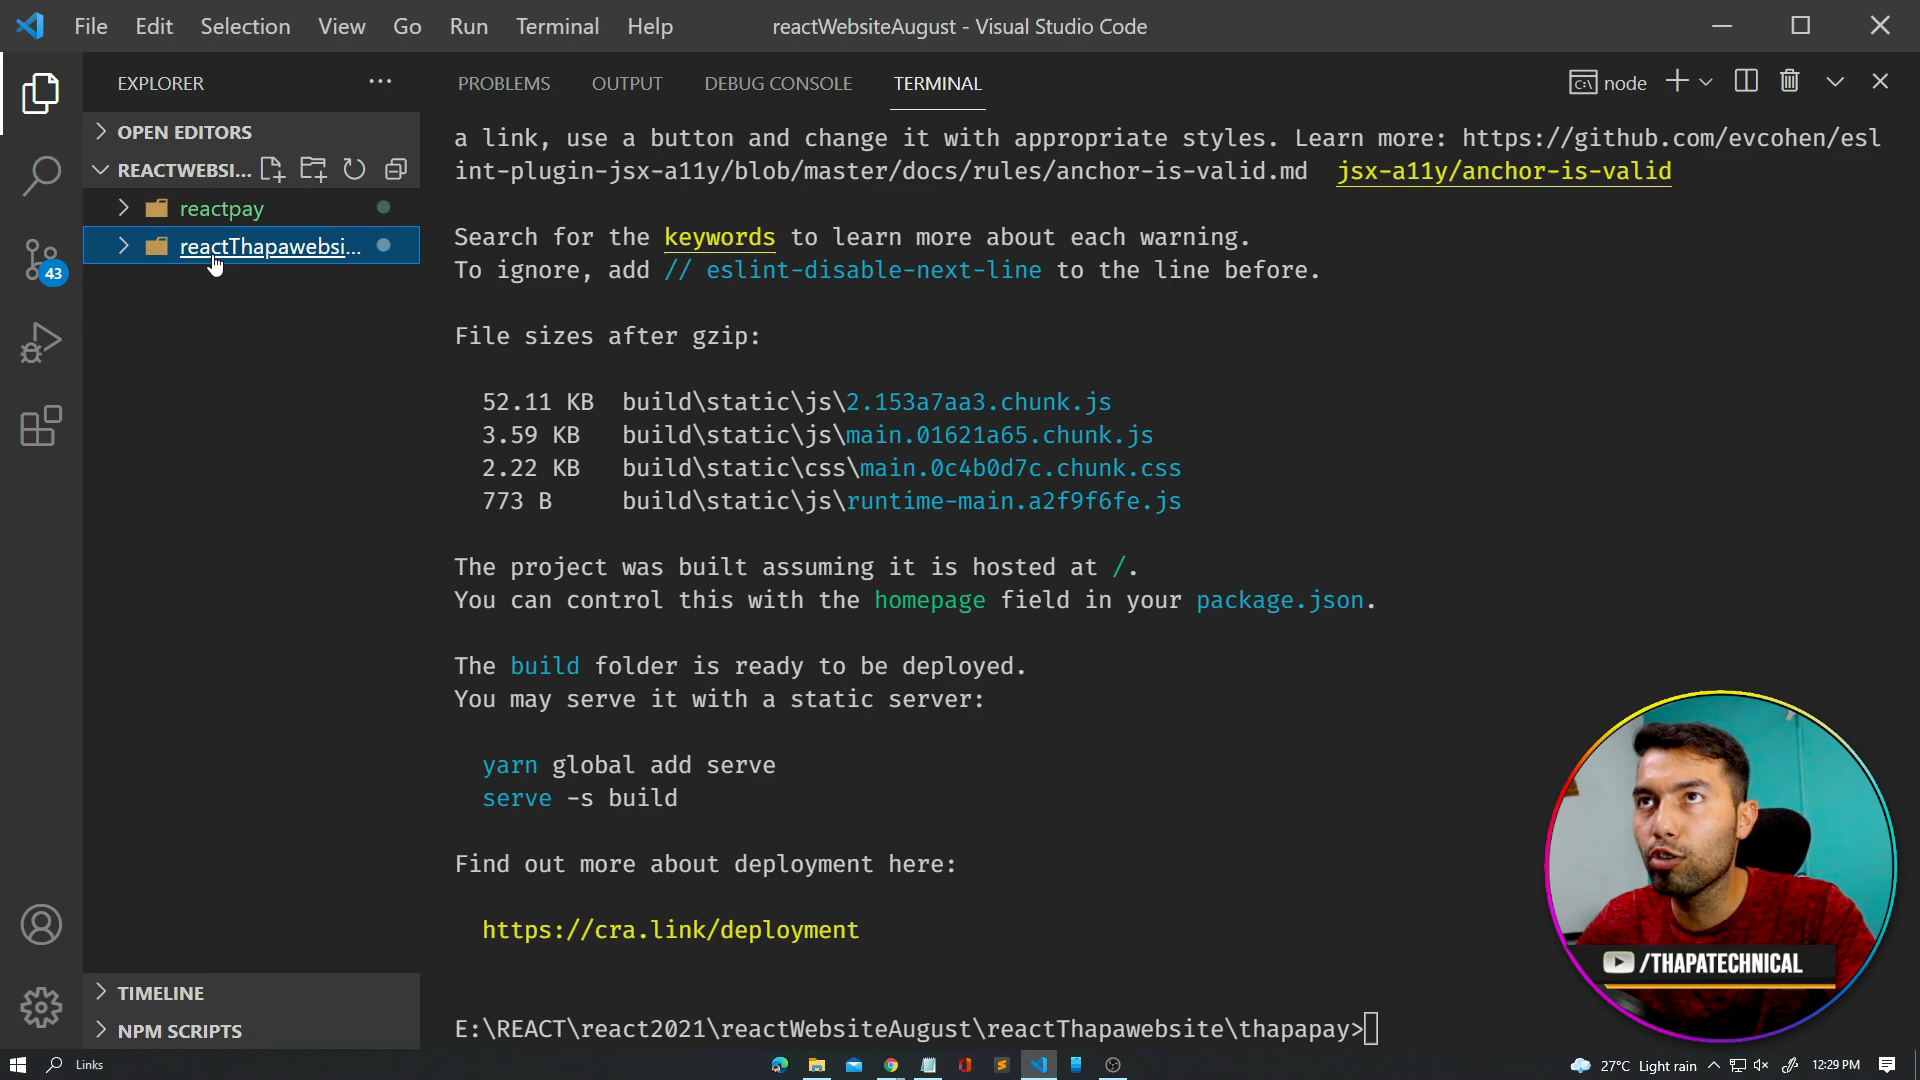 File Edit Selection View Go Run Terminal Help reactWebsiteAugust - Visual Studio Code
EXPLORER ··· PROBLEMS OUTPUT DEBUG CONSOLE TERMINAL node
OPEN EDITORS
REACTWEBSI...
reactpay
reactThapawebsi...
43
a link, use a button and change it with appropriate styles. Learn more: https://github.com/evcohen/esl
int-plugin-jsx-a11y/blob/master/docs/rules/anchor-is-valid.md jsx-a11y/anchor-is-valid
Search for the keywords to learn more about each warning.
To ignore, add // eslint-disable-next-line to the line before.
File sizes after gzip:
52.11 KB build\static\js\2.153a7aa3.chunk.js
3.59 KB build\static\js\main.01621a65.chunk.js
2.22 KB build\static\css\main.0c4b0d7c.chunk.css
773 B build\static\js\runtime-main.a2f9f6fe.js
The project was built assuming it is hosted at /.
You can control this with the homepage field in your package.json.
The build folder is ready to be deployed.
You may serve it with a static server:
yarn global add serve
serve -s build
Find out more about deployment here:
https://cra.link/deployment
E:\REACT\react2021\reactWebsiteAugust\reactThapawebsite\thapapay>
/THAPATECHNICAL
TIMELINE
NPM SCRIPTS
Links 27°C Light rain 12:29 PM